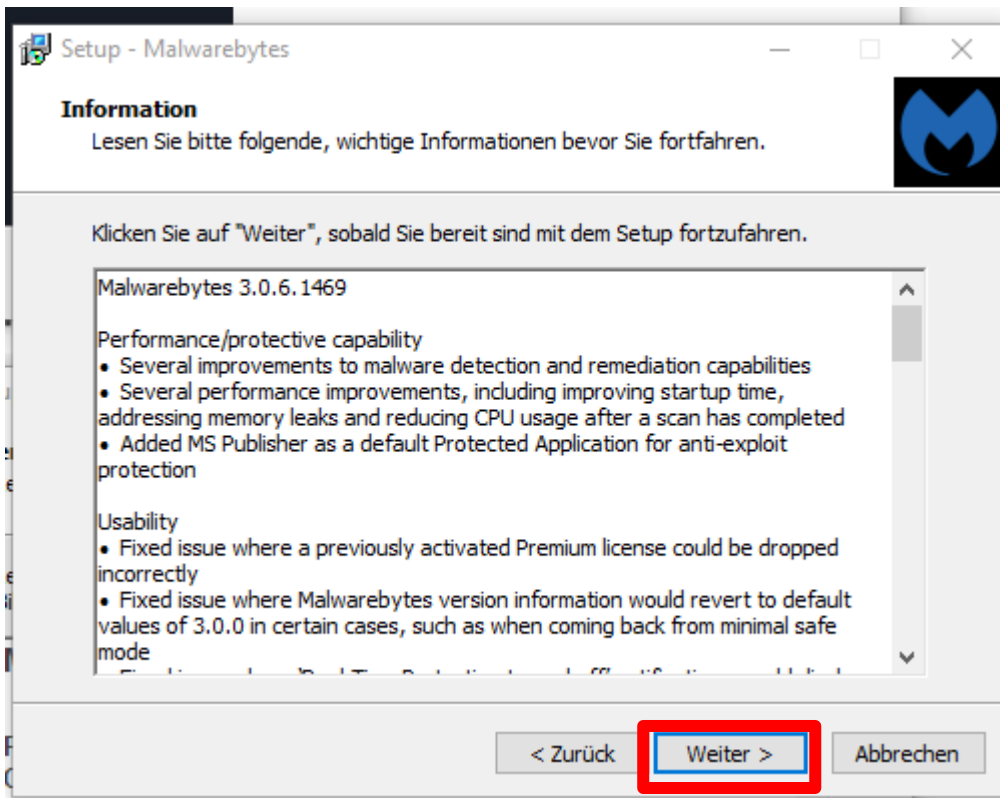 Setup - Malwarebytes
Information
Lesen Sie bitte folgende, wichtige Informationen bevor Sie fortfahren.
Klicken Sie auf "Weiter", sobald Sie bereit sind mit dem Setup fortzufahren.
Malwarebytes 3.0.6.1469
Performance/protective capability
• Several improvements to malware detection and remediation capabilities
• Several performance improvements, including improving startup time,
addressing memory leaks and reducing CPU usage after a scan has completed
• Added MS Publisher as a default Protected Application for anti-exploit
protection
Usability
• Fixed issue where a previously activated Premium license could be dropped
incorrectly
• Fixed issue where Malwarebytes version information would revert to default
values of 3.0.0 in certain cases, such as when coming back from minimal safe
mode
< Zurück
Weiter >
Abbrechen